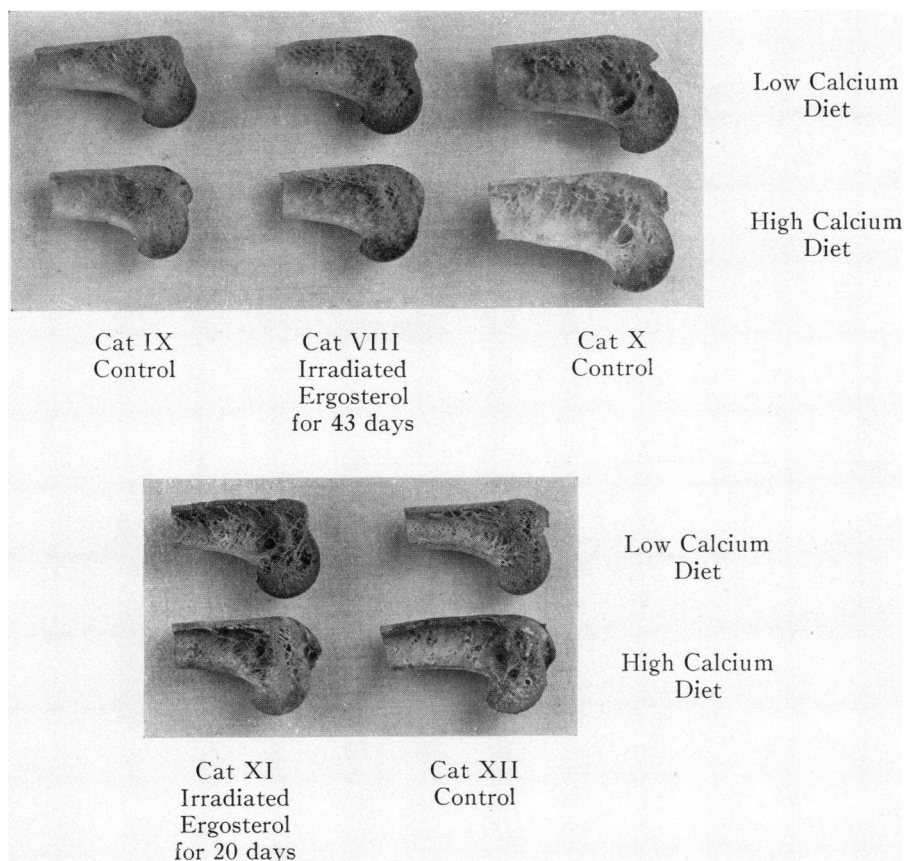 Low Calcium
Diet
High Calcium
Diet
Cat IX
Control
Cat VIII
Irradiated
Ergosterol
for 43 days
Cat X
Control
Low Calcium
Diet
High Calcium
Diet
Cat XI
Irradiated
Ergosterol
for 20 days
Cat XII
Control